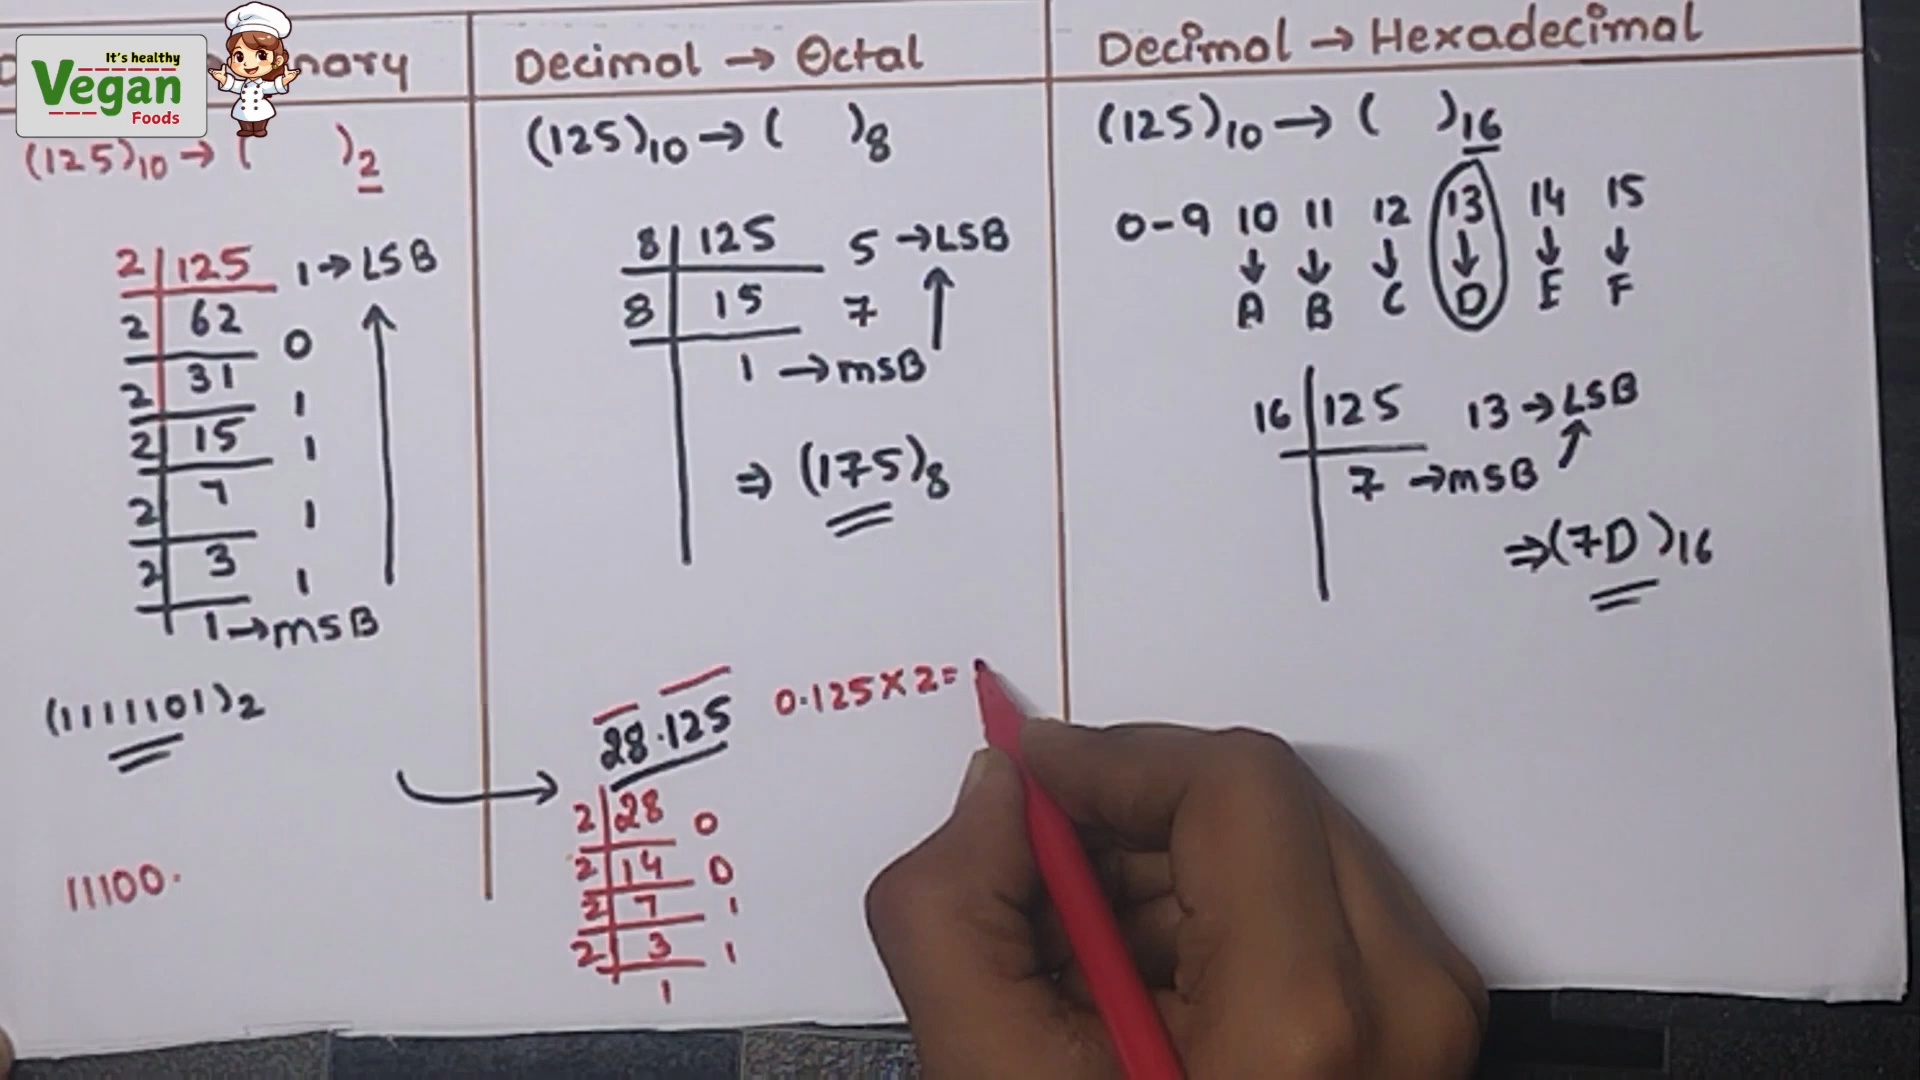 It's healthy
Vegan
Foods
nary
(125)10 → ( )2
2 125 1 → LSB
2 62 0
2 31 1
2 15 1
2 7 1
2 3 1
1 → MSB
(1111101)2
11100.
Decimal → Octal
(125)10 → ( )8
8 125 5 → LSB
8 15 7
1 → MSB
⇒ (175)8
28.125 0.125 × 2 =
2 28 0
2 14 0
2 7 1
2 3 1
1
Decimal → Hexadecimal
(125)10 → ( )16
0-9 10 11 12 13 14 15
↓ ↓ ↓ ↓ ↓ ↓
A B C D E F
16 125 13 → LSB
7 → MSB
⇒ (7D)16